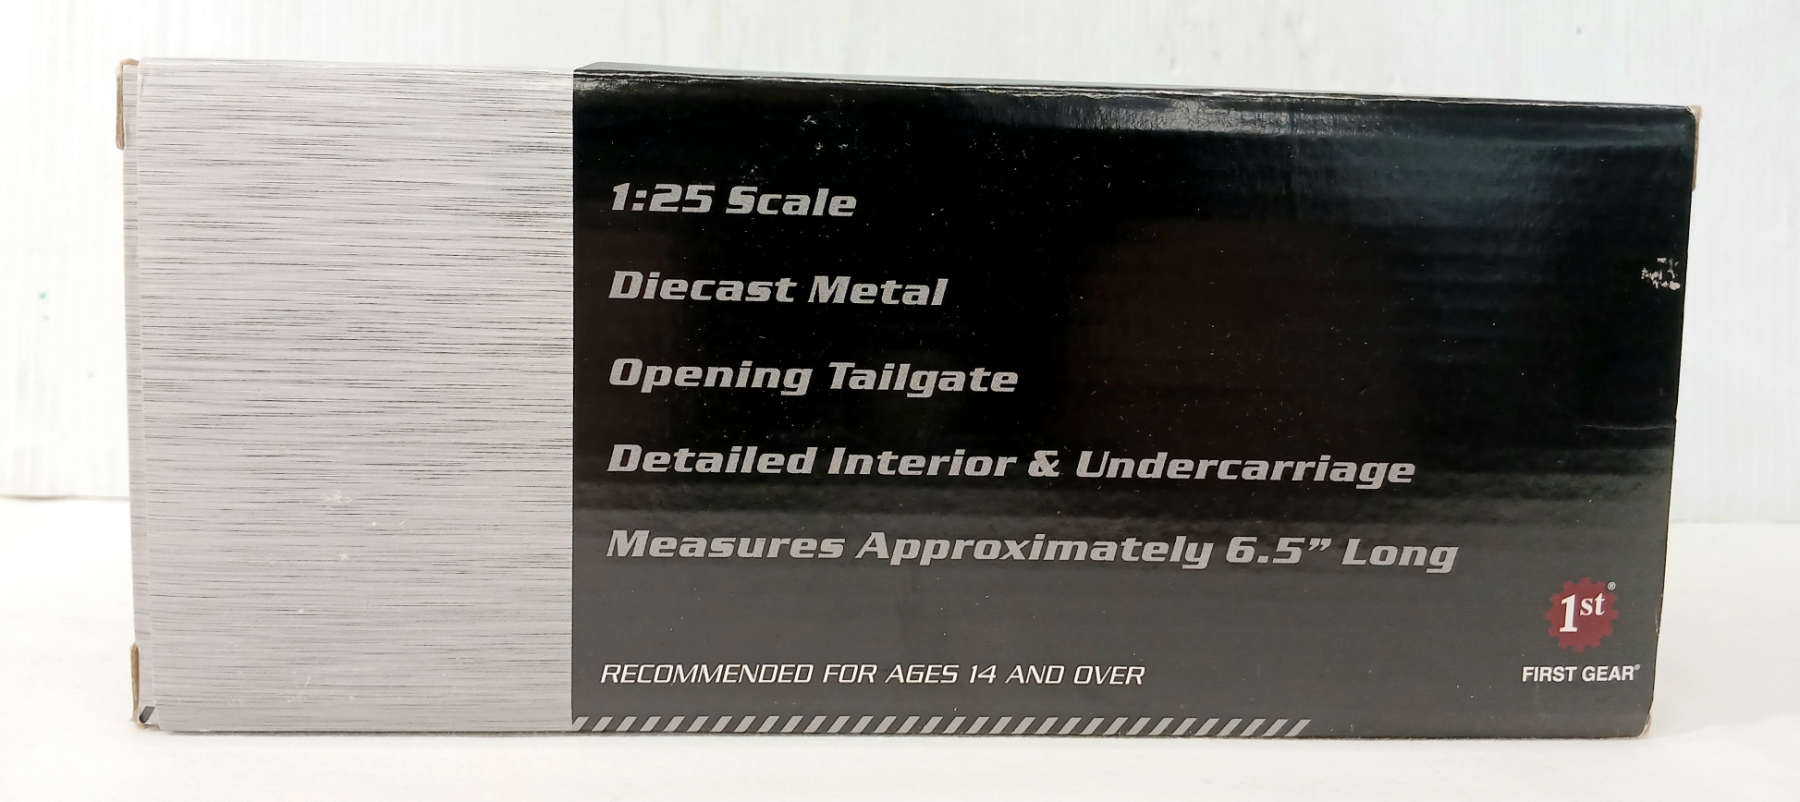 1:25 Scale
Diecast Metal
Opening Tailgate
Detailed Interior & Undercarriage
Measures Approximately 6.5” Long
1st®
FIRST GEAR®
RECOMMENDED FOR AGES 14 AND OVER